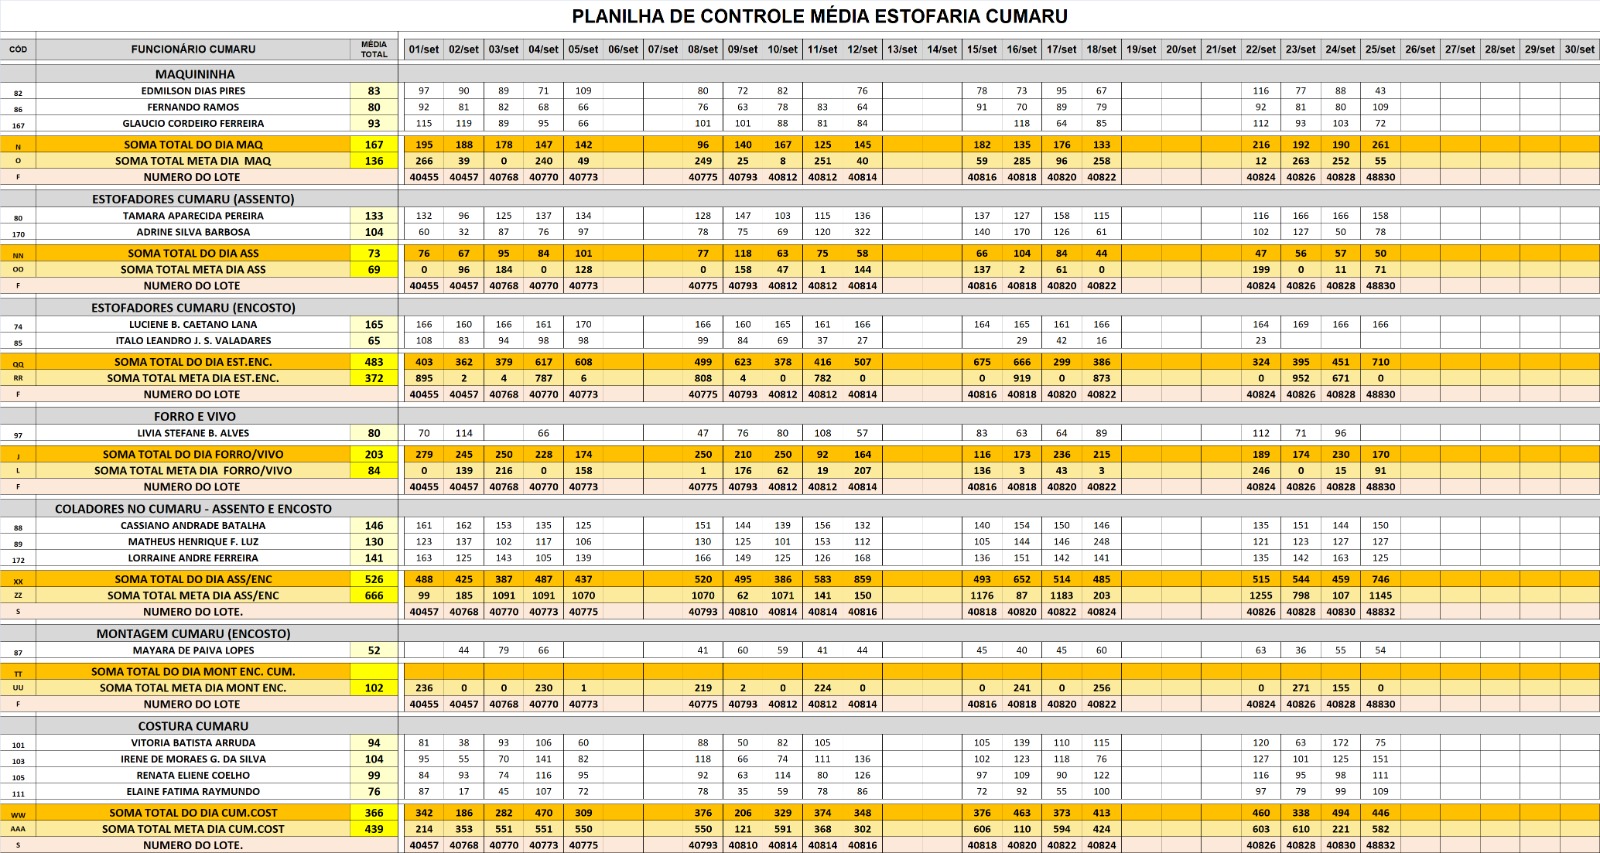 PLANILHA DE CONTROLE MÉDIA ESTOFARIA CUMARU
CÓD FUNCIONÁRIO CUMARU MÉDIA TOTAL 01/set 02/set 03/set 04/set 05/set 06/set 07/set 08/set 09/set 10/set 11/set 12/set 13/set 14/set 15/set 16/set 17/set 18/set 19/set 20/set 21/set 22/set 23/set 24/set 25/set 26/set 27/set 28/set 29/set 30/set
MAQUININHA
82 EDMILSON DIAS PIRES 83 97 90 89 71 109 80 72 82 76 78 73 95 67 116 77 88 43
86 FERNANDO RAMOS 80 92 81 82 68 66 76 63 78 83 64 91 70 89 79 92 81 80 109
167 GLAUCIO CORDEIRO FERREIRA 93 115 119 89 95 66 101 101 88 81 84 118 64 85 112 93 103 72
N SOMA TOTAL DO DIA MAQ 167 195 188 178 147 142 96 140 167 125 145 182 135 176 133 216 192 190 261
O SOMA TOTAL META DIA MAQ 136 266 39 0 240 49 249 25 8 251 40 59 285 96 258 12 263 252 55
F NUMERO DO LOTE 40455 40457 40768 40770 40773 40775 40793 40812 40812 40814 40816 40818 40820 40822 40824 40826 40828 48830
ESTOFADORES CUMARU (ASSENTO)
80 TAMARA APARECIDA PEREIRA 133 132 96 125 137 134 128 147 103 115 136 137 127 158 115 116 166 166 158
170 ADRINE SILVA BARBOSA 104 60 32 87 76 97 78 75 69 120 322 140 170 126 61 102 127 50 78
NN SOMA TOTAL DO DIA ASS 73 76 67 95 84 101 77 118 63 75 58 66 104 84 44 47 56 57 50
OO SOMA TOTAL META DIA ASS 69 0 96 184 0 128 0 158 47 1 144 137 2 61 0 199 0 11 71
F NUMERO DO LOTE 40455 40457 40768 40770 40773 40775 40793 40812 40812 40814 40816 40818 40820 40822 40824 40826 40828 48830
ESTOFADORES CUMARU (ENCOSTO)
74 LUCIENE B. CAETANO LANA 165 166 160 166 161 170 166 160 165 161 166 164 165 161 166 164 169 166 166
85 ITALO LEANDRO J. S. VALADARES 65 108 83 94 98 98 99 84 69 37 27 29 42 16 23
QQ SOMA TOTAL DO DIA EST.ENC. 483 403 362 379 617 608 499 623 378 416 507 675 666 299 386 324 395 451 710
RR SOMA TOTAL META DIA EST.ENC. 372 895 2 4 787 6 808 4 0 782 0 0 919 0 873 0 952 671 0
F NUMERO DO LOTE 40455 40457 40768 40770 40773 40775 40793 40812 40812 40814 40816 40818 40820 40822 40824 40826 40828 48830
FORRO E VIVO
97 LIVIA STEFANE B. ALVES 80 70 114 66 47 76 80 108 57 83 63 64 89 112 71 96
J SOMA TOTAL DO DIA FORRO/VIVO 203 279 245 250 228 174 250 210 250 92 164 116 173 236 215 189 174 230 170
L SOMA TOTAL META DIA FORRO/VIVO 84 0 139 216 0 158 1 176 62 19 207 136 3 43 3 246 0 15 91
F NUMERO DO LOTE 40455 40457 40768 40770 40773 40775 40793 40812 40812 40814 40816 40818 40820 40822 40824 40826 40828 48830
COLADORES NO CUMARU - ASSENTO E ENCOSTO
88 CASSIANO ANDRADE BATALHA 146 161 162 153 135 125 151 144 139 156 132 140 154 150 146 135 151 144 150
89 MATHEUS HENRIQUE F. LUZ 130 123 137 102 117 106 130 125 101 153 112 105 144 146 248 121 143 123 127
172 LORRAINE ANDRE FERREIRA 141 163 125 143 105 139 166 149 125 126 168 136 151 142 141 135 142 163 125
XX SOMA TOTAL DO DIA ASS/ENC 526 488 425 387 487 437 520 495 386 583 859 493 652 514 485 515 544 459 746
ZZ SOMA TOTAL META DIA ASS/ENC 666 99 185 1091 1091 1070 1070 62 1071 141 150 1176 87 1183 203 1255 798 107 1145
S NUMERO DO LOTE. 40457 40768 40770 40773 40775 40793 40810 40814 40814 40816 40818 40820 40822 40824 40826 40828 40830 48832
MONTAGEM CUMARU (ENCOSTO)
87 MAYARA DE PAIVA LOPES 52 44 79 66 41 60 59 41 44 45 40 45 60 63 36 55 54
TT SOMA TOTAL DO DIA MONT ENC. CUM.
UU SOMA TOTAL META DIA MONT ENC. 102 236 0 0 230 1 219 2 0 224 0 0 241 0 256 0 271 155 0
F NUMERO DO LOTE 40455 40457 40768 40770 40773 40775 40793 40812 40812 40814 40816 40818 40820 40822 40824 40826 40828 48830
COSTURA CUMARU
101 VITORIA BATISTA ARRUDA 94 81 38 93 106 60 88 50 82 105 105 139 110 115 120 63 172 75
103 IRENE DE MORAES G. DA SILVA 104 95 55 70 141 82 118 66 74 111 136 102 123 118 76 127 101 125 151
105 RENATA ELIENE COELHO 99 84 93 74 116 95 92 63 114 80 126 97 109 90 122 116 95 98 111
111 ELAINE FATIMA RAYMUNDO 76 87 17 45 107 72 78 35 59 78 86 72 92 55 100 97 79 99 109
WW SOMA TOTAL DO DIA CUM.COST 366 342 186 282 470 309 376 206 329 374 348 376 463 373 413 460 338 494 446
AAA SOMA TOTAL META DIA CUM.COST 439 214 353 551 551 550 550 121 591 368 302 606 110 594 424 603 610 221 582
S NUMERO DO LOTE. 40457 40768 40770 40773 40775 40793 40810 40814 40814 40816 40818 40820 40822 40824 40826 40828 40830 48832